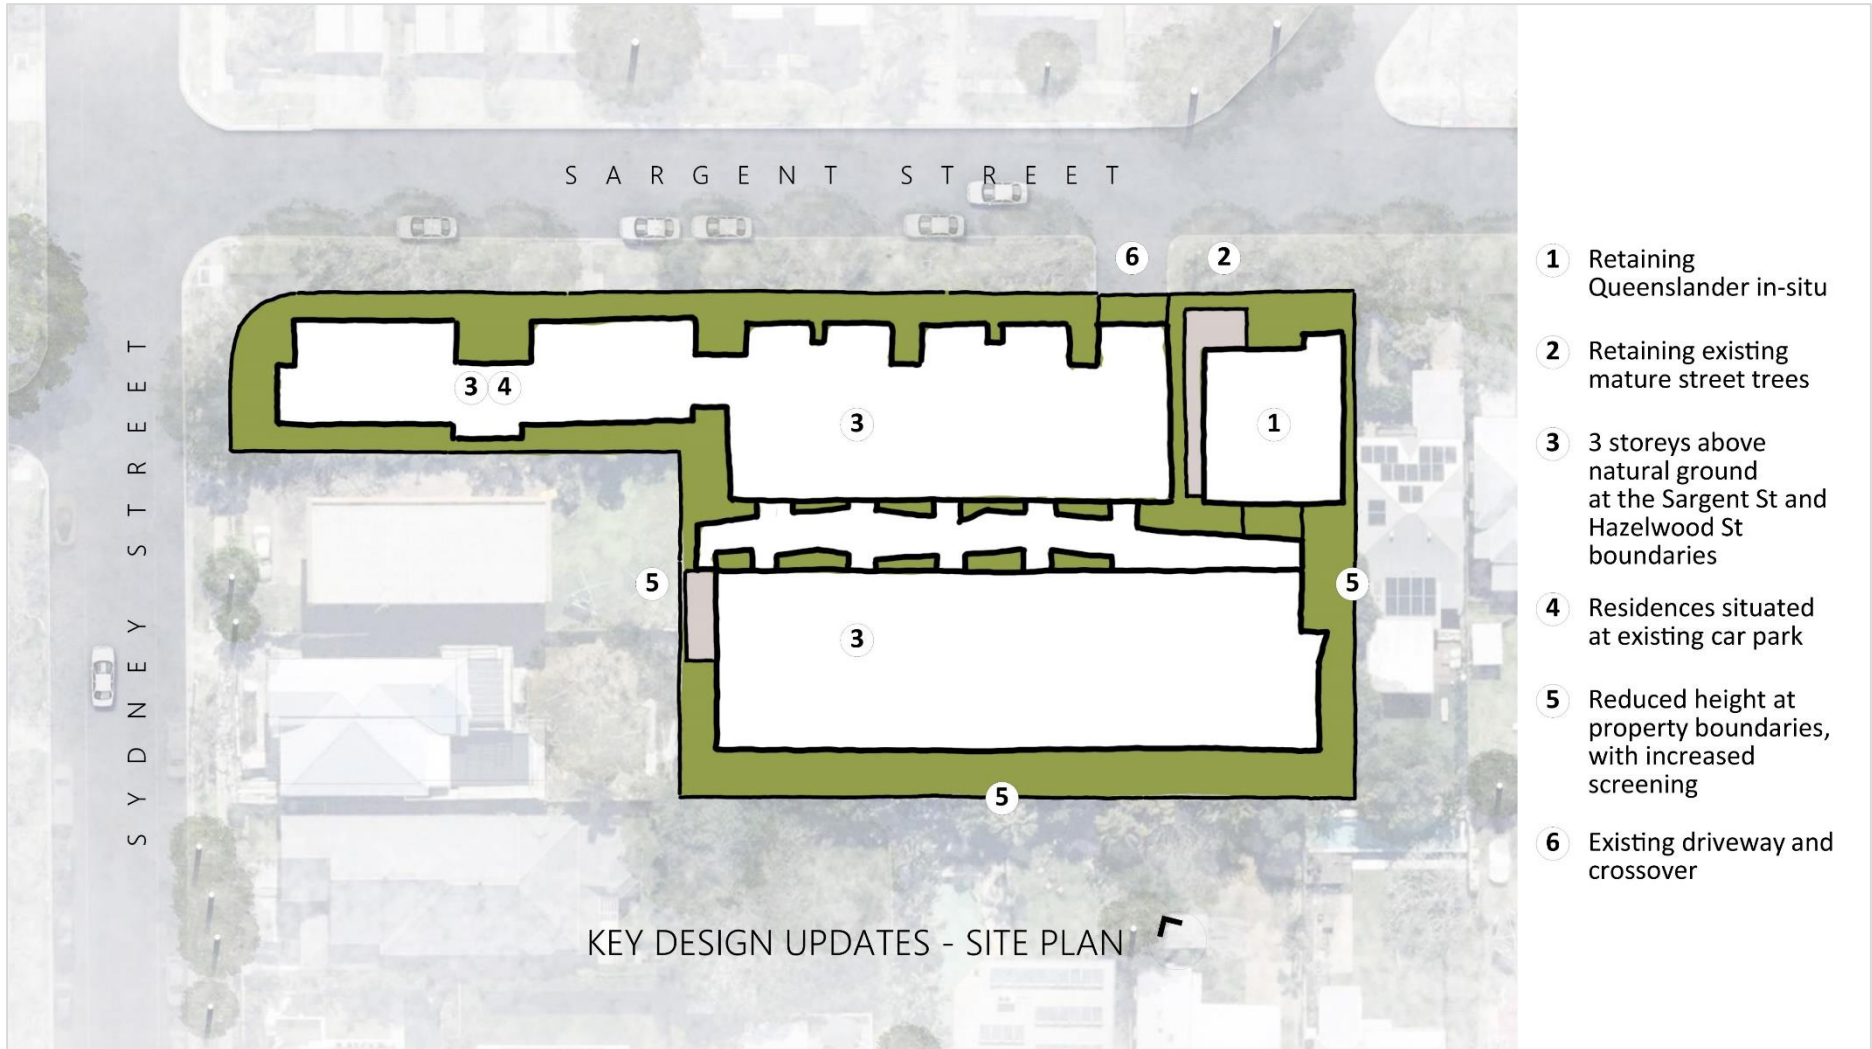 SARGENT STREET
SYDNEY STREET
6
2
3
4
3
1
5
5
3
5
KEY DESIGN UPDATES - SITE PLAN
1 Retaining
Queenslander in-situ
2 Retaining existing
mature street trees
3 3 storeys above
natural ground
at the Sargent St and
Hazelwood St
boundaries
4 Residences situated
at existing car park
5 Reduced height at
property boundaries,
with increased
screening
6 Existing driveway and
crossover